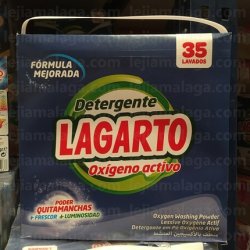 www.lejiamalaga.com
FÓRMULA
MEJORADA
35
LAVADOS
Detergente
LAGARTO
Oxígeno activo
PODER
QUITAMANCHAS
+FRESCOR +LUMINOSIDAD
Oxygen Washing Powder
Lessive Oxygène Actif
Detergente em Pó Oxigénio Ativo